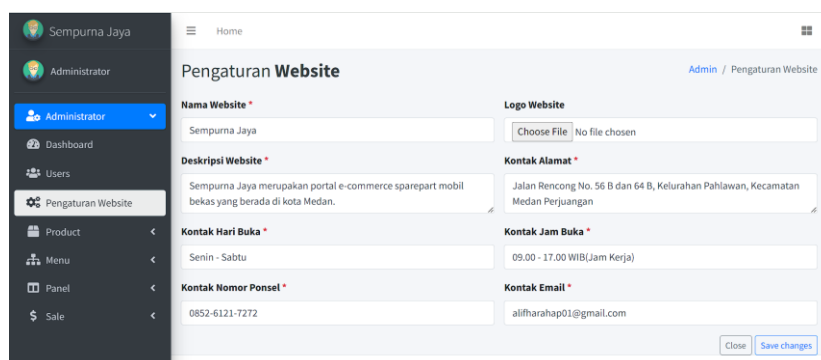 Sempurna Jaya
Home
Administrator
Pengaturan Website
Admin / Pengaturan Website
Administrator
Dashboard
Users
Pengaturan Website
Product
Menu
Panel
Sale
Nama Website *
Sempurna Jaya
Logo Website
Choose File No file chosen
Deskripsi Website *
Sempurna Jaya merupakan portal e-commerce sparepart mobil
bekas yang berada di kota Medan.
Kontak Alamat *
Jalan Rencong No. 56 B dan 64 B, Kelurahan Pahlawan, Kecamatan
Medan Perjuangan
Kontak Hari Buka *
Senin - Sabtu
Kontak Jam Buka *
09.00 - 17.00 WIB(Jam Kerja)
Kontak Nomor Ponsel *
0852-6121-7272
Kontak Email *
alifharahap01@gmail.com
Close
Save changes